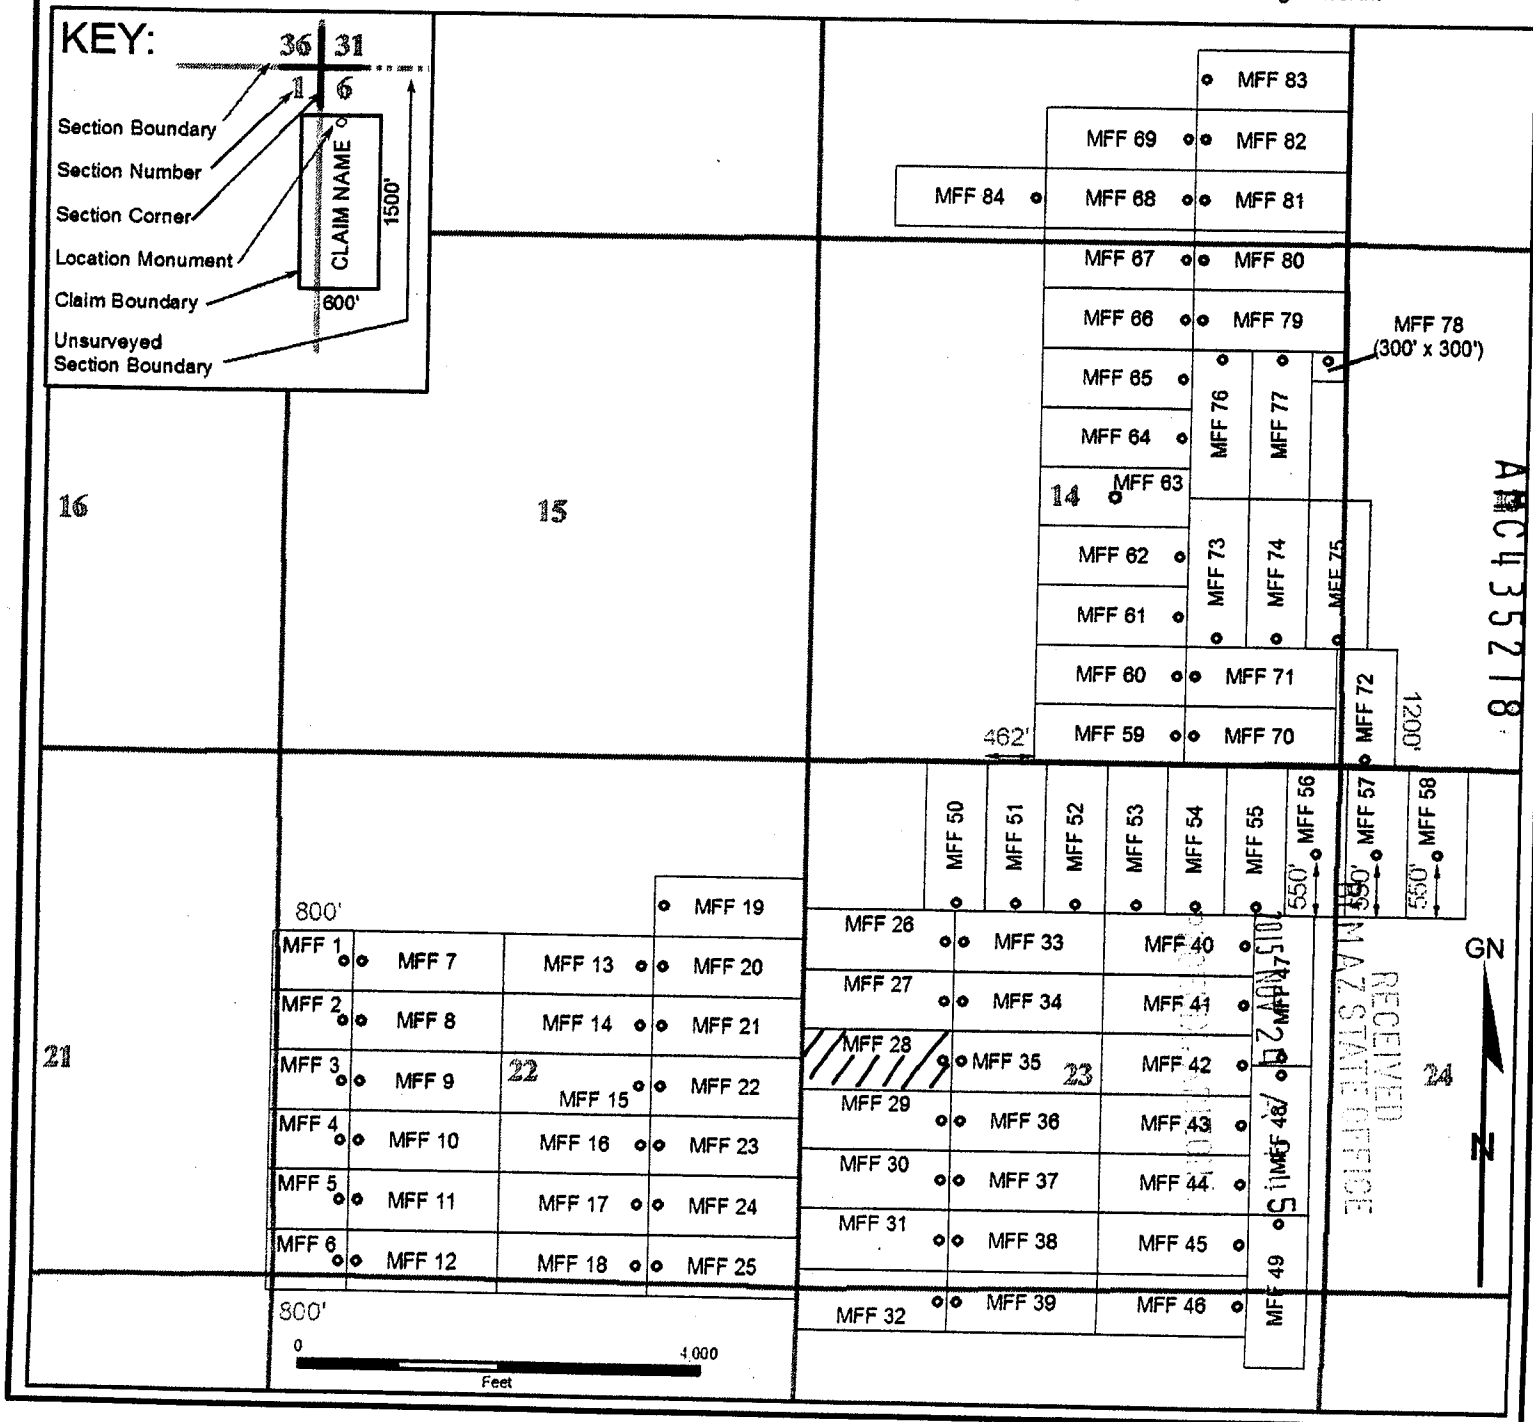 KEY:
36 31
1 6
Section Boundary
Section Number
Section Corner
Location Monument
Claim Boundary
Unsurveyed
Section Boundary
CLAIM NAME
1500'
600'
MFF 83
MFF 69 MFF 82
MFF 84 MFF 68 MFF 81
MFF 67 MFF 80
MFF 66 MFF 79
MFF 78
(300' x 300')
MFF 65
MFF 76
MFF 77
MFF 64
MFF 63
16
15
14
MFF 62
MFF 73
MFF 74
MFF 75
MFF 61
MFF 60 MFF 71
MFF 72
1200'
462'
MFF 59 MFF 70
AMC435218
MFF 50
MFF 51
MFF 52
MFF 53
MFF 54
MFF 55
MFF 56
MFF 57
MFF 58
550'
550'
550'
800'
MFF 19
MFF 26 MFF 33 MFF 40
MFF 1 MFF 7 MFF 13 MFF 20
MFF 27 MFF 34 MFF 41
MFF 47
MFF 2 MFF 8 MFF 14 MFF 21
MFF 28 MFF 35 MFF 42
21
22
23
24
MFF 3 MFF 9 MFF 15 MFF 22
MFF 29 MFF 36 MFF 43
MFF 48
MFF 4 MFF 10 MFF 16 MFF 23
MFF 30 MFF 37 MFF 44
MFF 5 MFF 11 MFF 17 MFF 24
MFF 31 MFF 38 MFF 45
MFF 6 MFF 12 MFF 18 MFF 25
MFF 49
MFF 32 MFF 39 MFF 46
800'
0 4,000
Feet
GN
N
RECEIVED
AZ. STATE OFFICE
2015 NOV 24